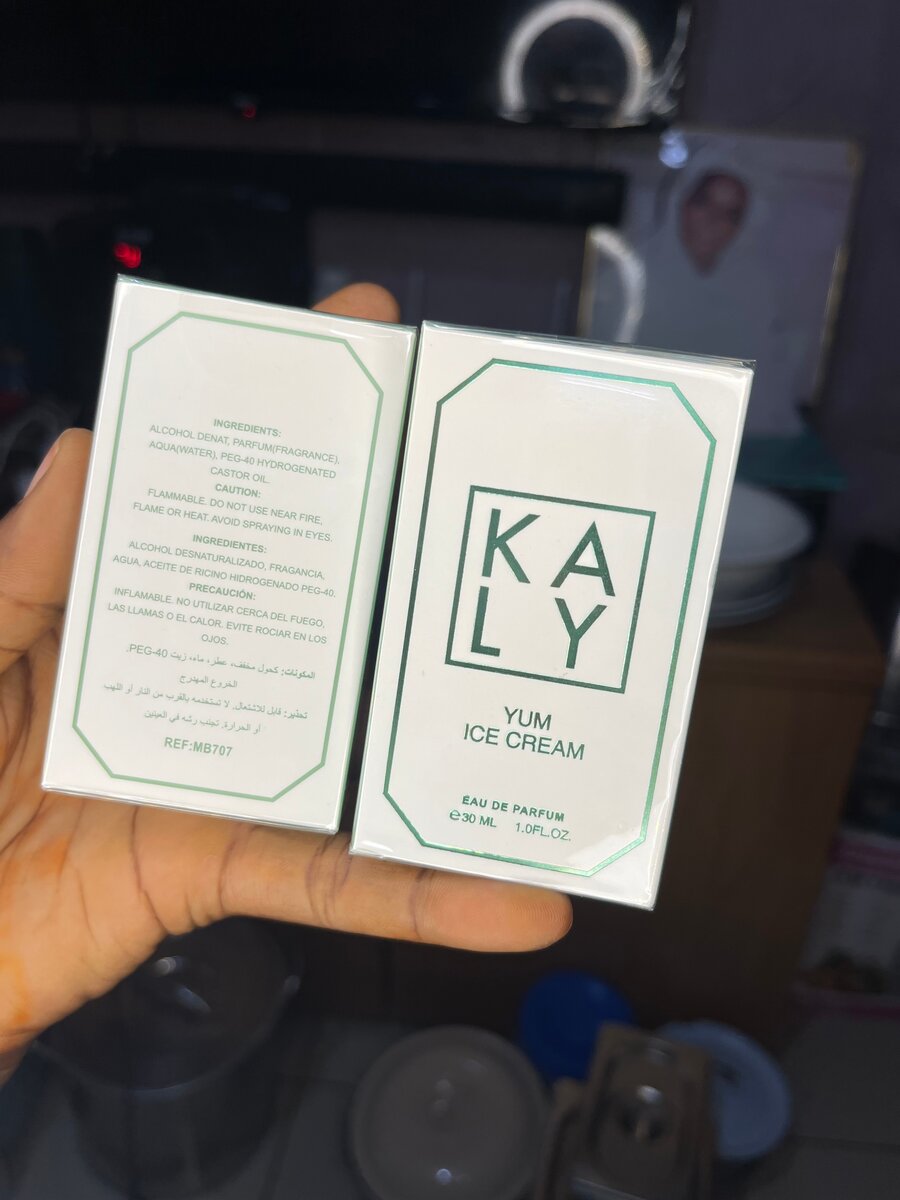 INGREDIENTS:
ALCOHOL DENAT, PARFUM(FRAGRANCE),
AQUA(WATER), PEG-40 HYDROGENATED
CASTOR OIL.
CAUTION:
FLAMMABLE. DO NOT USE NEAR FIRE,
FLAME OR HEAT. AVOID SPRAYING IN EYES.
INGREDIENTES:
ALCOHOL DESNATURALIZADO, FRAGANCIA,
AGUA, ACEITE DE RICINO HIDROGENADO PEG-40.
PRECAUCIÓN:
INFLAMABLE. NO UTILIZAR CERCA DEL FUEGO,
LAS LLAMAS O EL CALOR. EVITE ROCIAR EN LOS
OJOS.
المكونات: كحول مخفف، عطر، ماء، زيت PEG-40.
الخروع المهدرج
تحذير: قابل للاشتعال. لا تستخدمه بالقرب من النار أو اللهب
أو الحرارة. تجنب رشه في العينين
REF:MB707
KA
LY
YUM
ICE CREAM
EAU DE PARFUM
℮30 ML 1.0FL.OZ.